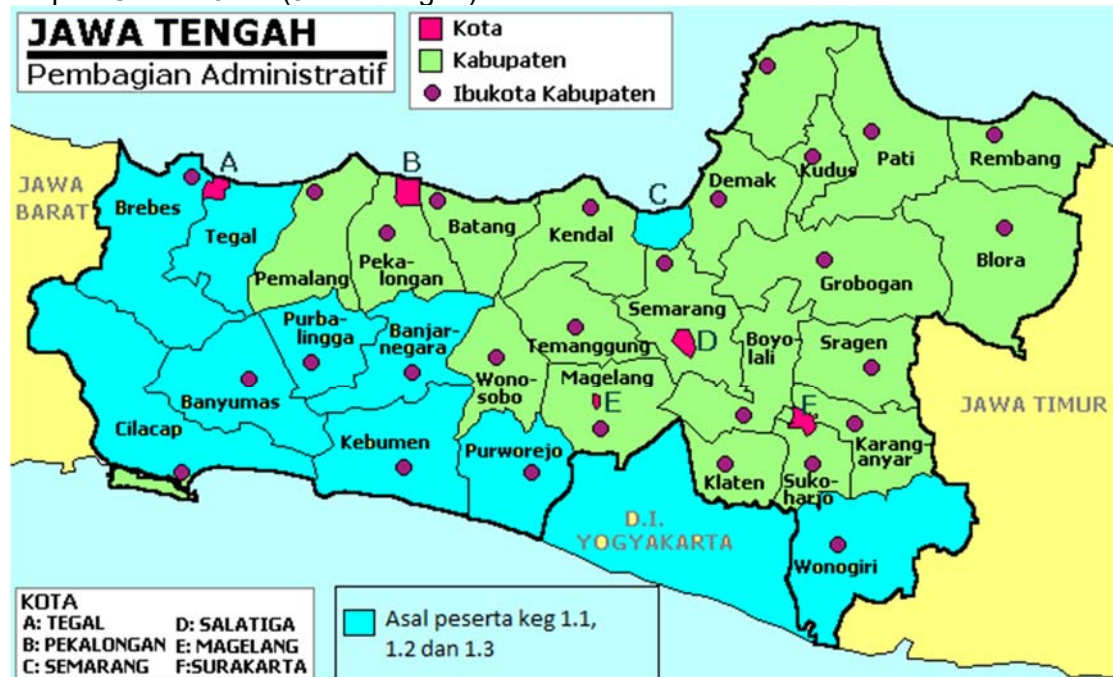 JAWA TENGAH
Pembagian Administratif
Kota
Kabupaten
Ibukota Kabupaten
JAWA
BARAT
A
B
C
Brebes
Tegal
Pemalang
Peka-
longan
Batang
Kendal
Demak
Kudus
Pati
Rembang
Blora
Grobogan
Semarang
D
Temanggung
Boyo-
lali
Sragen
Purba-
lingga
Banjar-
negara
Wono-
sobo
Magelang
E
Banyumas
Cilacap
Kebumen
Purworejo
Klaten
Suko-
harjo
Karang-
anyar
JAWA TIMUR
D.I.
YOGYAKARTA
Wonogiri
KOTA
A: TEGAL D: SALATIGA
B: PEKALONGAN E: MAGELANG
C: SEMARANG F:SURAKARTA
Asal peserta keg 1.1,
1.2 dan 1.3